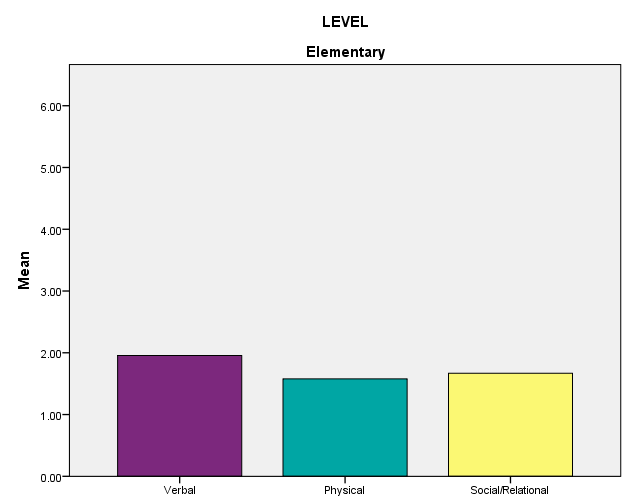 LEVEL
Elementary
6.00
5.00
4.00
3.00
2.00
1.00
0.00
Mean
Verbal
Physical
Social/Relational